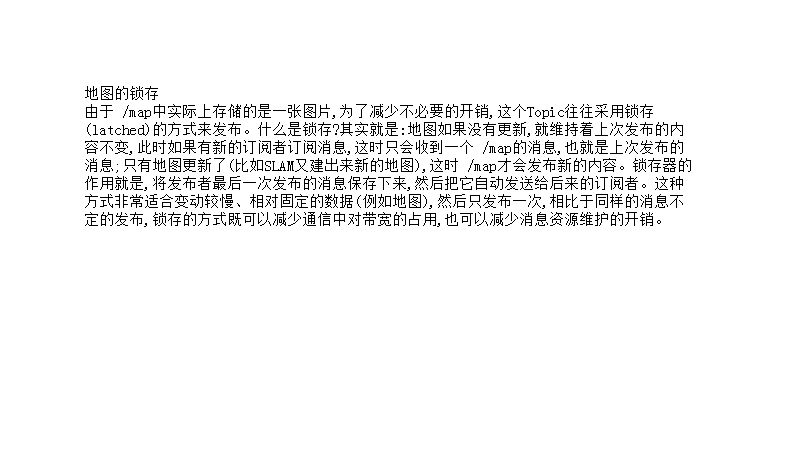 地图的锁存
由于 /map中实际上存储的是一张图片,为了减少不必要的开销,这个Topic往往采用锁存
(latched)的方式来发布。什么是锁存?其实就是:地图如果没有更新,就维持着上次发布的内
容不变,此时如果有新的订阅者订阅消息,这时只会收到一个 /map的消息,也就是上次发布的
消息;只有地图更新了(比如SLAM又建出来新的地图),这时 /map才会发布新的内容。锁存器的
作用就是,将发布者最后一次发布的消息保存下来,然后把它自动发送给后来的订阅者。这种
方式非常适合变动较慢、相对固定的数据(例如地图),然后只发布一次,相比于同样的消息不
定的发布,锁存的方式既可以减少通信中对带宽的占用,也可以减少消息资源维护的开销。